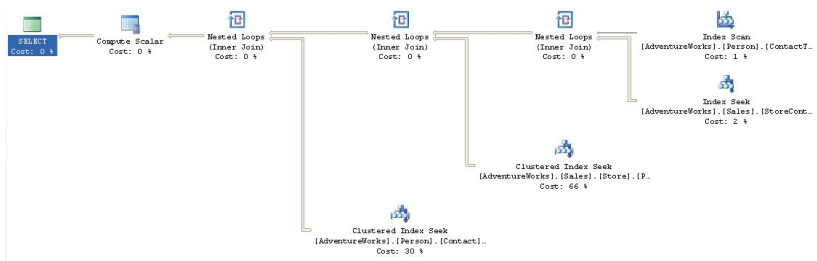 SELECT
Cost: 0 %
Compute Scalar
Cost: 0 %
Nested Loops
(Inner Join)
Cost: 0 %
Nested Loops
(Inner Join)
Cost: 0 %
Nested Loops
(Inner Join)
Cost: 0 %
Index Scan
[AdventureWorks].[Person].[ContactT…
Cost: 1 %
Index Seek
[AdventureWorks].[Sales].[StoreCont…
Cost: 2 %
Clustered Index Seek
[AdventureWorks].[Sales].[Store].[P…
Cost: 66 %
Clustered Index Seek
[AdventureWorks].[Person].[Contact]…
Cost: 30 %